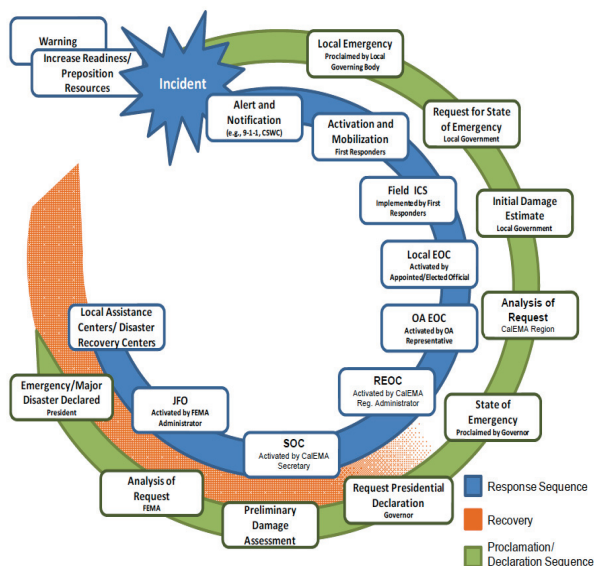 Warning
Increase Readiness/
Preposition
Resources
Incident
Alert and
Notification
(e.g., 9-1-1, CSWC)
Activation and
Mobilization
First Responders
Field ICS
Implemented by First
Responders
Local EOC
Activated by
Appointed/Elected Official
OA EOC
Activated by OA
Representative
REOC
Activated by CalEMA
Reg. Administrator
SOC
Activated by CalEMA
Secretary
JFO
Activated by FEMA
Administrator
Local Assistance
Centers/ Disaster
Recovery Centers
Local Emergency
Proclaimed by Local
Governing Body
Request for State
of Emergency
Local Government
Initial Damage
Estimate
Local Government
Analysis of
Request
CalEMA Region
State of
Emergency
Proclaimed by Governor
Request Presidential
Declaration
Governor
Preliminary
Damage
Assessment
Analysis of
Request
FEMA
Emergency/Major
Disaster Declared
President
Response Sequence
Recovery
Proclamation/
Declaration Sequence